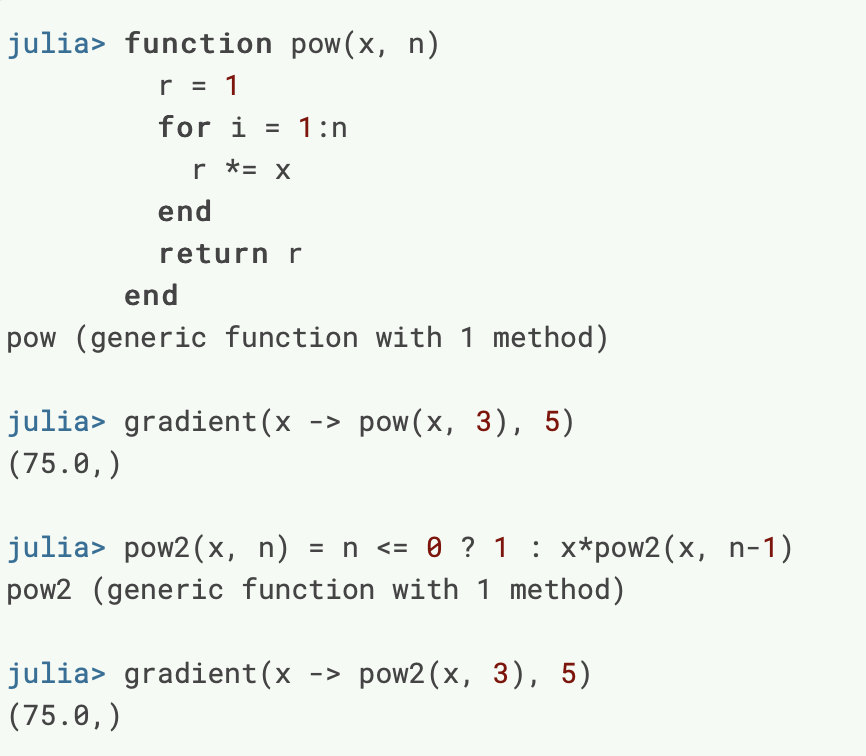 julia> function pow(x, n)
         r = 1
         for i = 1:n
           r *= x
         end
         return r
       end
pow (generic function with 1 method)

julia> gradient(x -> pow(x, 3), 5)
(75.0,)

julia> pow2(x, n) = n <= 0 ? 1 : x*pow2(x, n-1)
pow2 (generic function with 1 method)

julia> gradient(x -> pow2(x, 3), 5)
(75.0,)